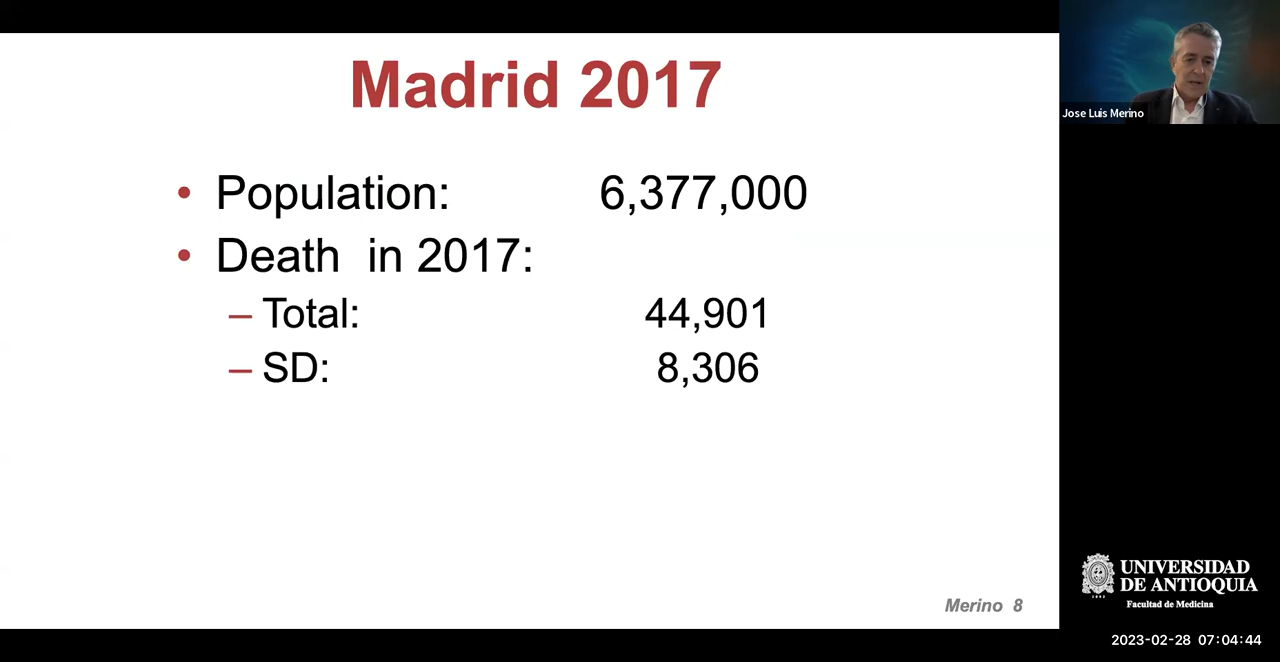 Madrid 2017
• Population: 6,377,000
• Death in 2017:
– Total: 44,901
– SD: 8,306
Merino 8
Jose Luis Merino
UNIVERSIDAD
DE ANTIOQUIA
1803
Facultad de Medicina
2023-02-28 07:04:44